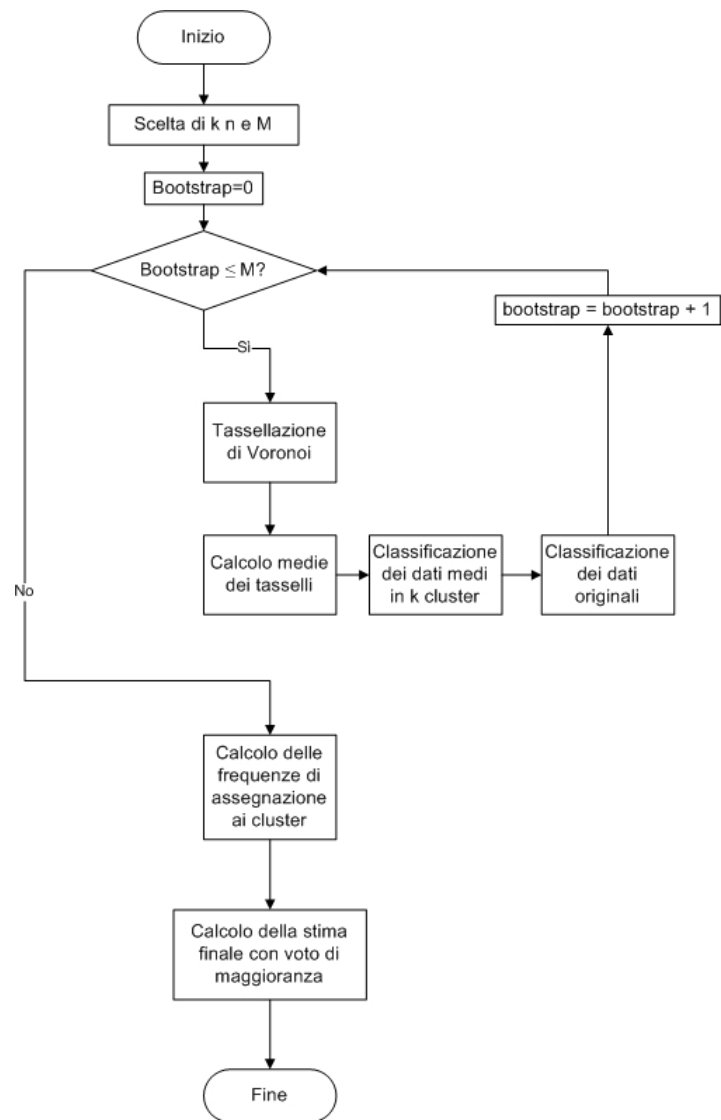 Inizio
Scelta di k n e M
Bootstrap=0
Bootstrap ≤ M?
bootstrap = bootstrap + 1
Sì
Tassellazione
di Voronoi
Calcolo medie
dei tasselli
Classificazione
dei dati medi
in k cluster
Classificazione
dei dati
originali
No
Calcolo delle
frequenze di
assegnazione
ai cluster
Calcolo della stima
finale con voto di
maggioranza
Fine